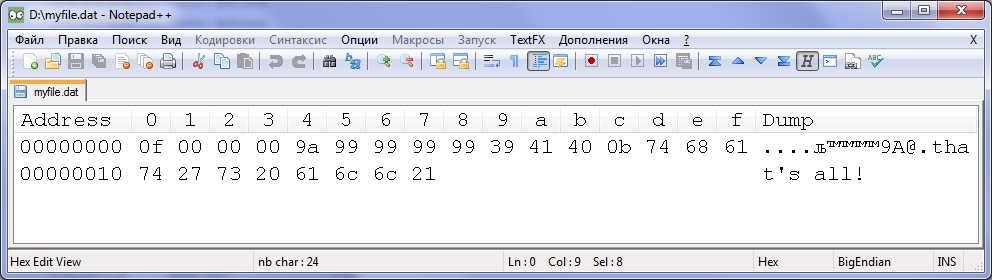 D:\myfile.dat - Notepad++
Файл Правка Поиск Вид Кодировки Синтаксис Опции Макросы Запуск TextFX Дополнения Окна ? X
myfile.dat
Address 0 1 2 3 4 5 6 7 8 9 a b c d e f Dump
00000000 0f 00 00 00 9a 99 99 99 99 39 41 40 0b 74 68 61 ....љ™™™™9A@.tha
00000010 74 27 73 20 61 6c 6c 21 t's all!
Hex Edit View nb char : 24 Ln : 0 Col : 9 Sel : 8 Hex BigEndian INS